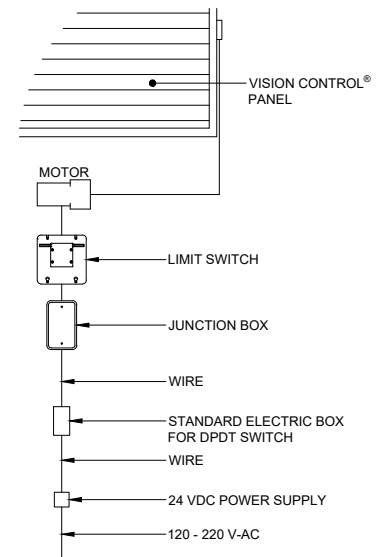 VISION CONTROL®
PANEL
MOTOR
LIMIT SWITCH
JUNCTION BOX
WIRE
STANDARD ELECTRIC BOX
FOR DPDT SWITCH
WIRE
24 VDC POWER SUPPLY
120 - 220 V-AC